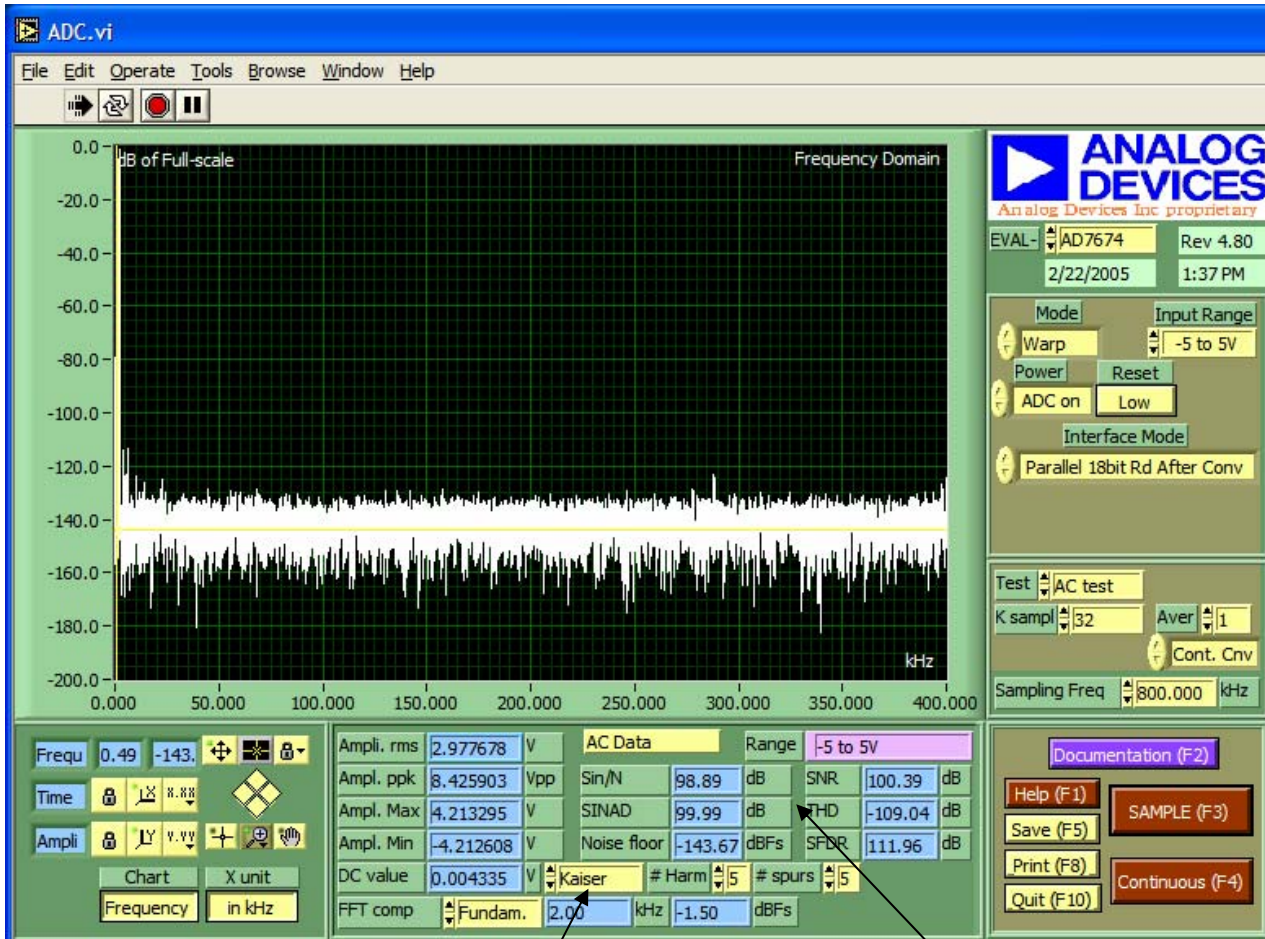 ADC.vi
File Edit Operate Tools Browse Window Help
dB of Full-scale
Frequency Domain
0.0
-20.0
-40.0
-60.0
-80.0
-100.0
-120.0
-140.0
-160.0
-180.0
-200.0
kHz
0.000 50.000 100.000 150.000 200.000 250.000 300.000 350.000 400.000
ANALOG
DEVICES
Analog Devices Inc proprietary
EVAL- AD7674 Rev 4.80
2/22/2005 1:37 PM
Mode Input Range
Warp -5 to 5V
Power Reset
ADC on Low
Interface Mode
Parallel 18bit Rd After Conv
Test AC test
K sampl 32 Aver 1
Cont. Cnv
Sampling Freq 800.000 kHz
Frequ 0.49 -143.
Time X.XX
Ampli Y.YY
Chart X unit
Frequency in kHz
Ampli. rms 2.977678 V AC Data Range -5 to 5V
Ampl. ppk 8.425903 Vpp Sin/N 98.89 dB SNR 100.39 dB
Ampl. Max 4.213295 V SINAD 99.99 dB THD -109.04 dB
Ampl. Min -4.212608 V Noise floor -143.67 dBFs SFDR 111.96 dB
DC value 0.004335 V Kaiser # Harm 5 # spurs 5
FFT comp Fundam. 2.00 kHz -1.50 dBFs
Documentation (F2)
Help (F1)
SAMPLE (F3)
Save (F5)
Print (F8)
Continuous (F4)
Quit (F10)